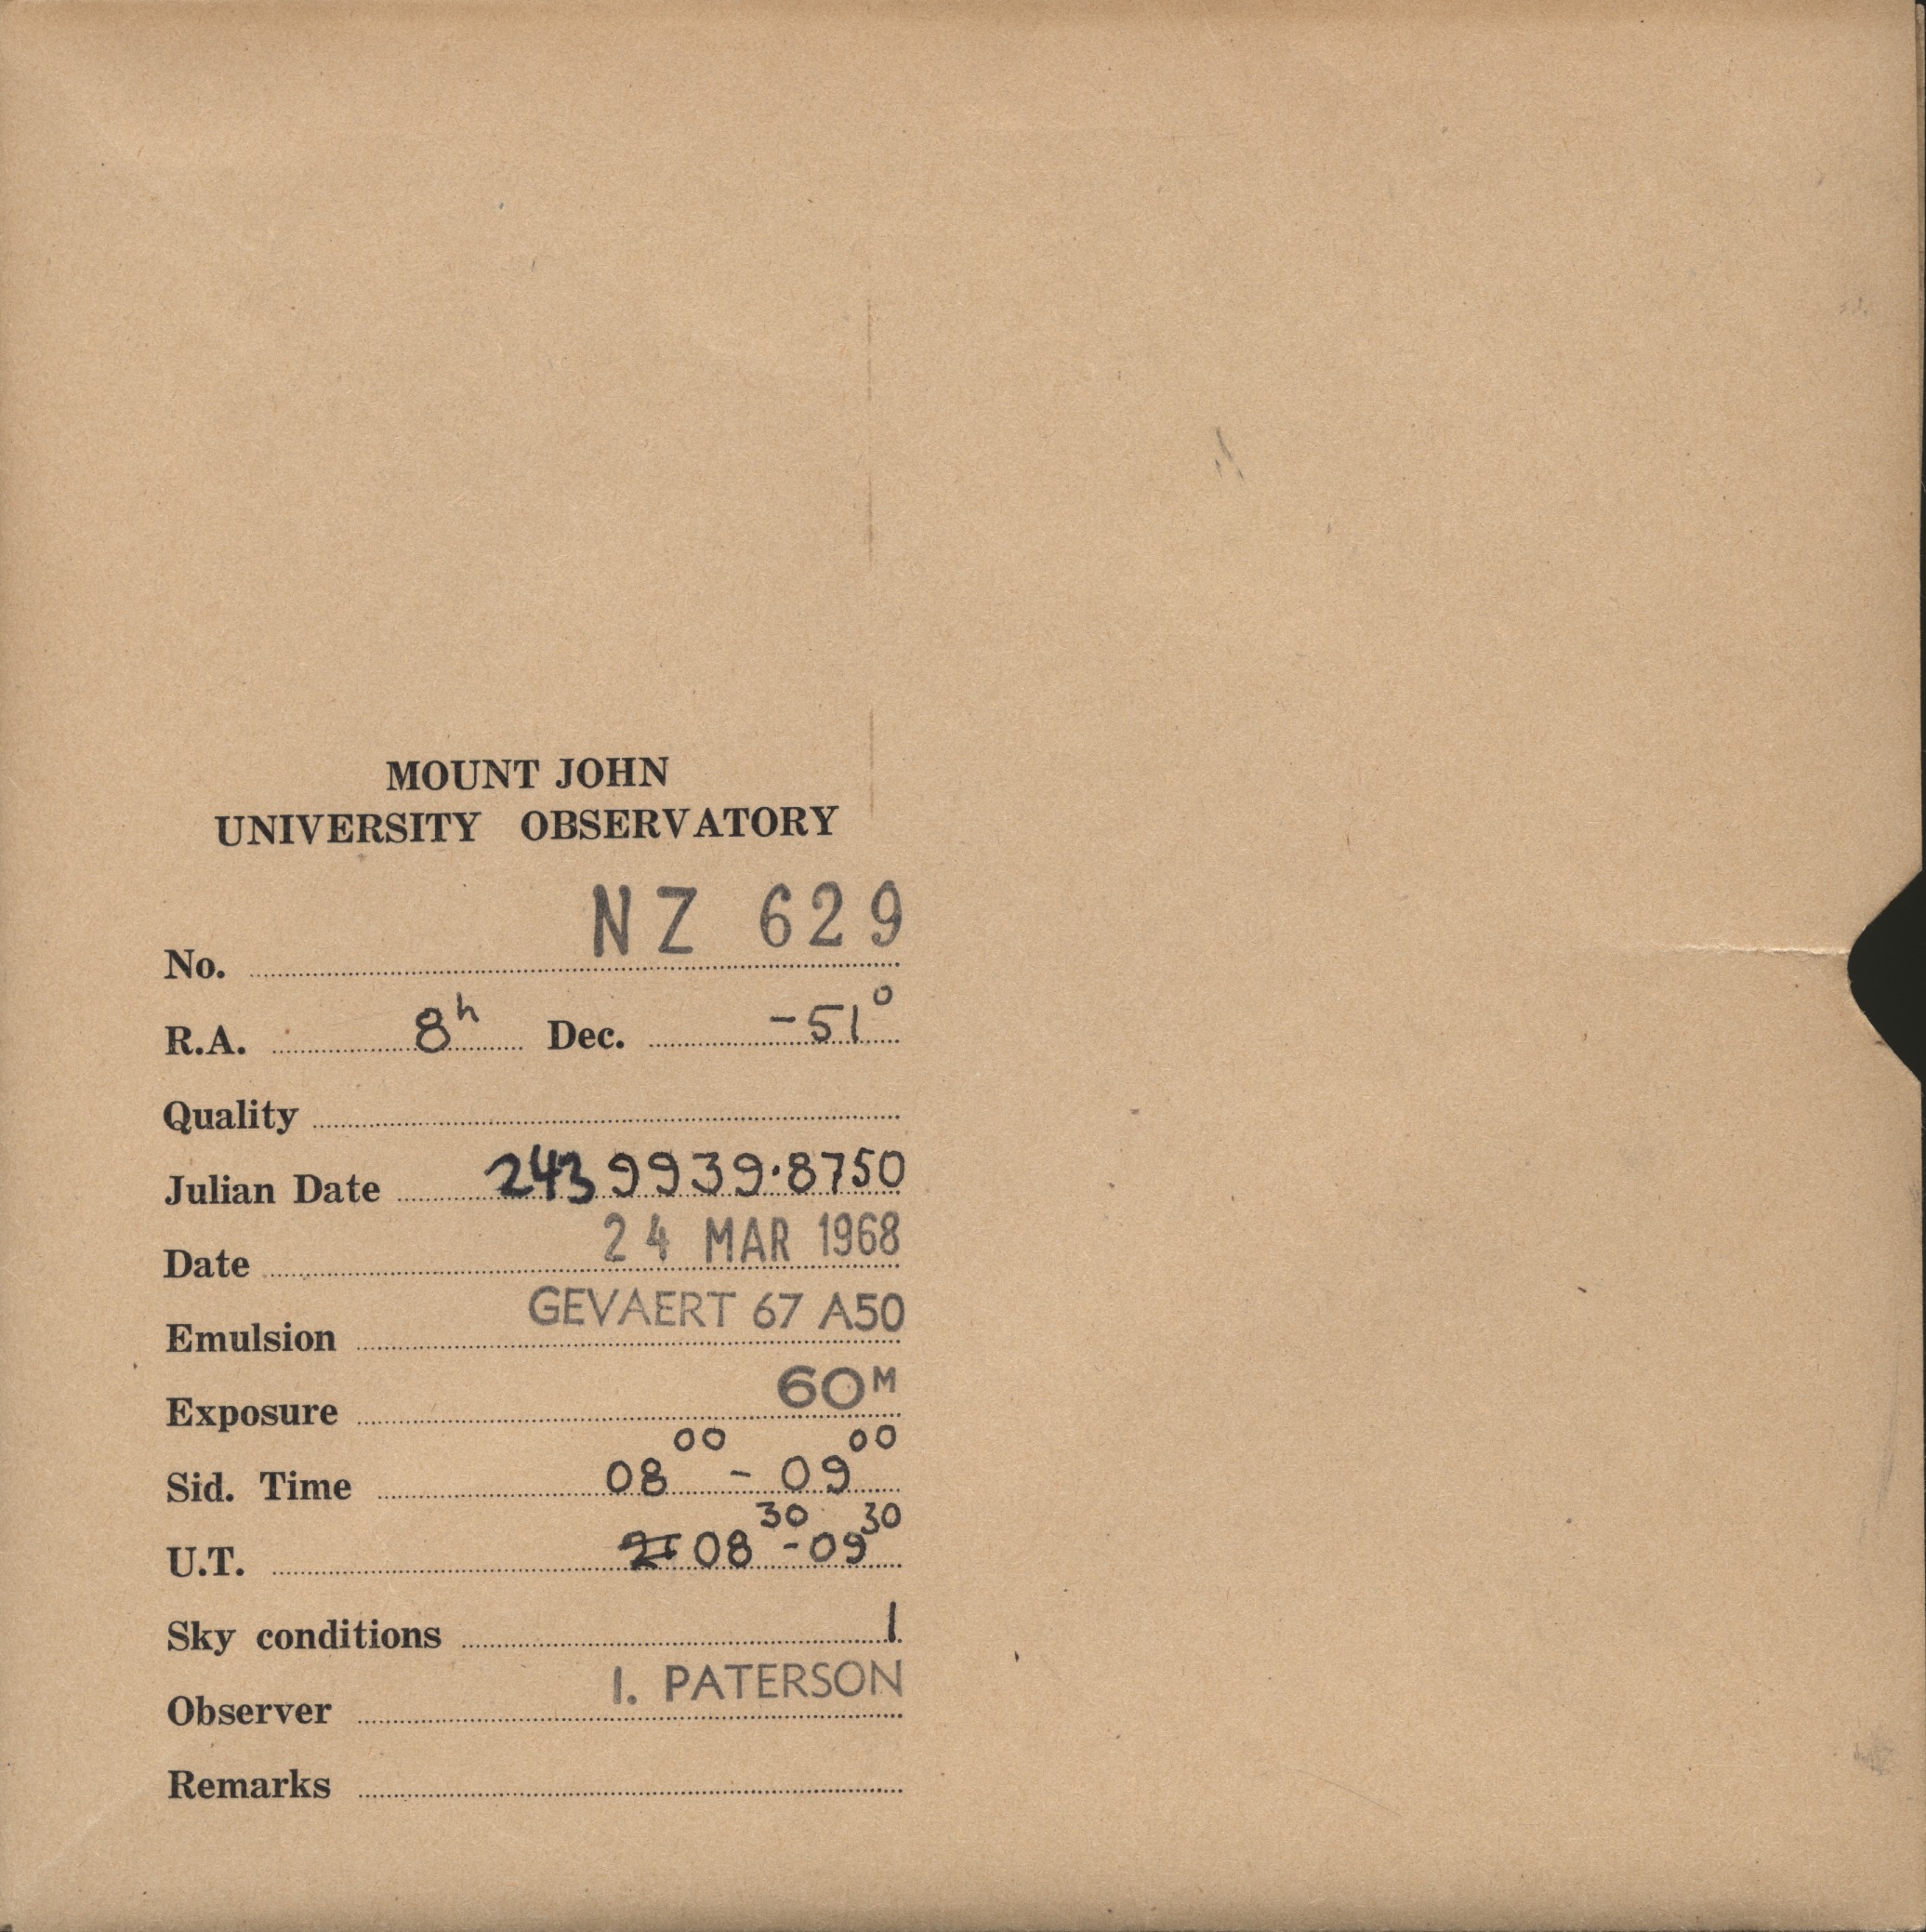 MOUNT JOHN
UNIVERSITY OBSERVATORY
No. NZ 629
R.A. 8h Dec. -51°
Quality
Julian Date 2439939.8750
Date 24 MAR 1968
Emulsion GEVAERT 67 A50
Exposure 60M
Sid. Time 08 00 - 09 00
U.T. 08 30 - 09 30
Sky conditions 1
Observer I. PATERSON
Remarks